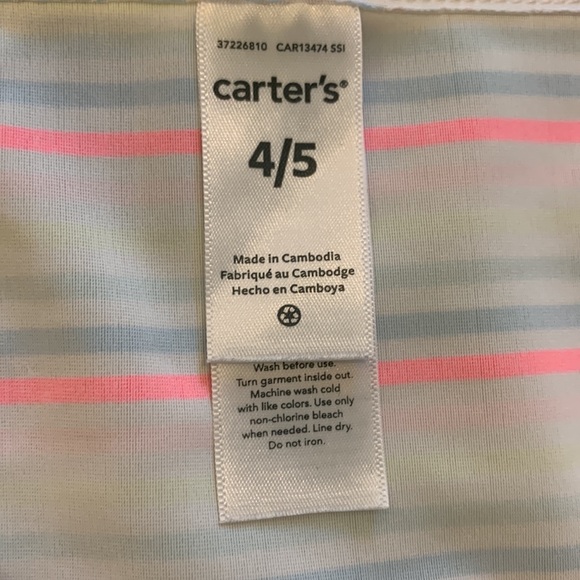 37226810 CAR13474 SSI
carter's®
4/5
Made in Cambodia
Fabriqué au Cambodge
Hecho en Camboya
Wash before use.
Turn garment inside out.
Machine wash cold
with like colors. Use only
non-chlorine bleach
when needed. Line dry.
Do not iron.